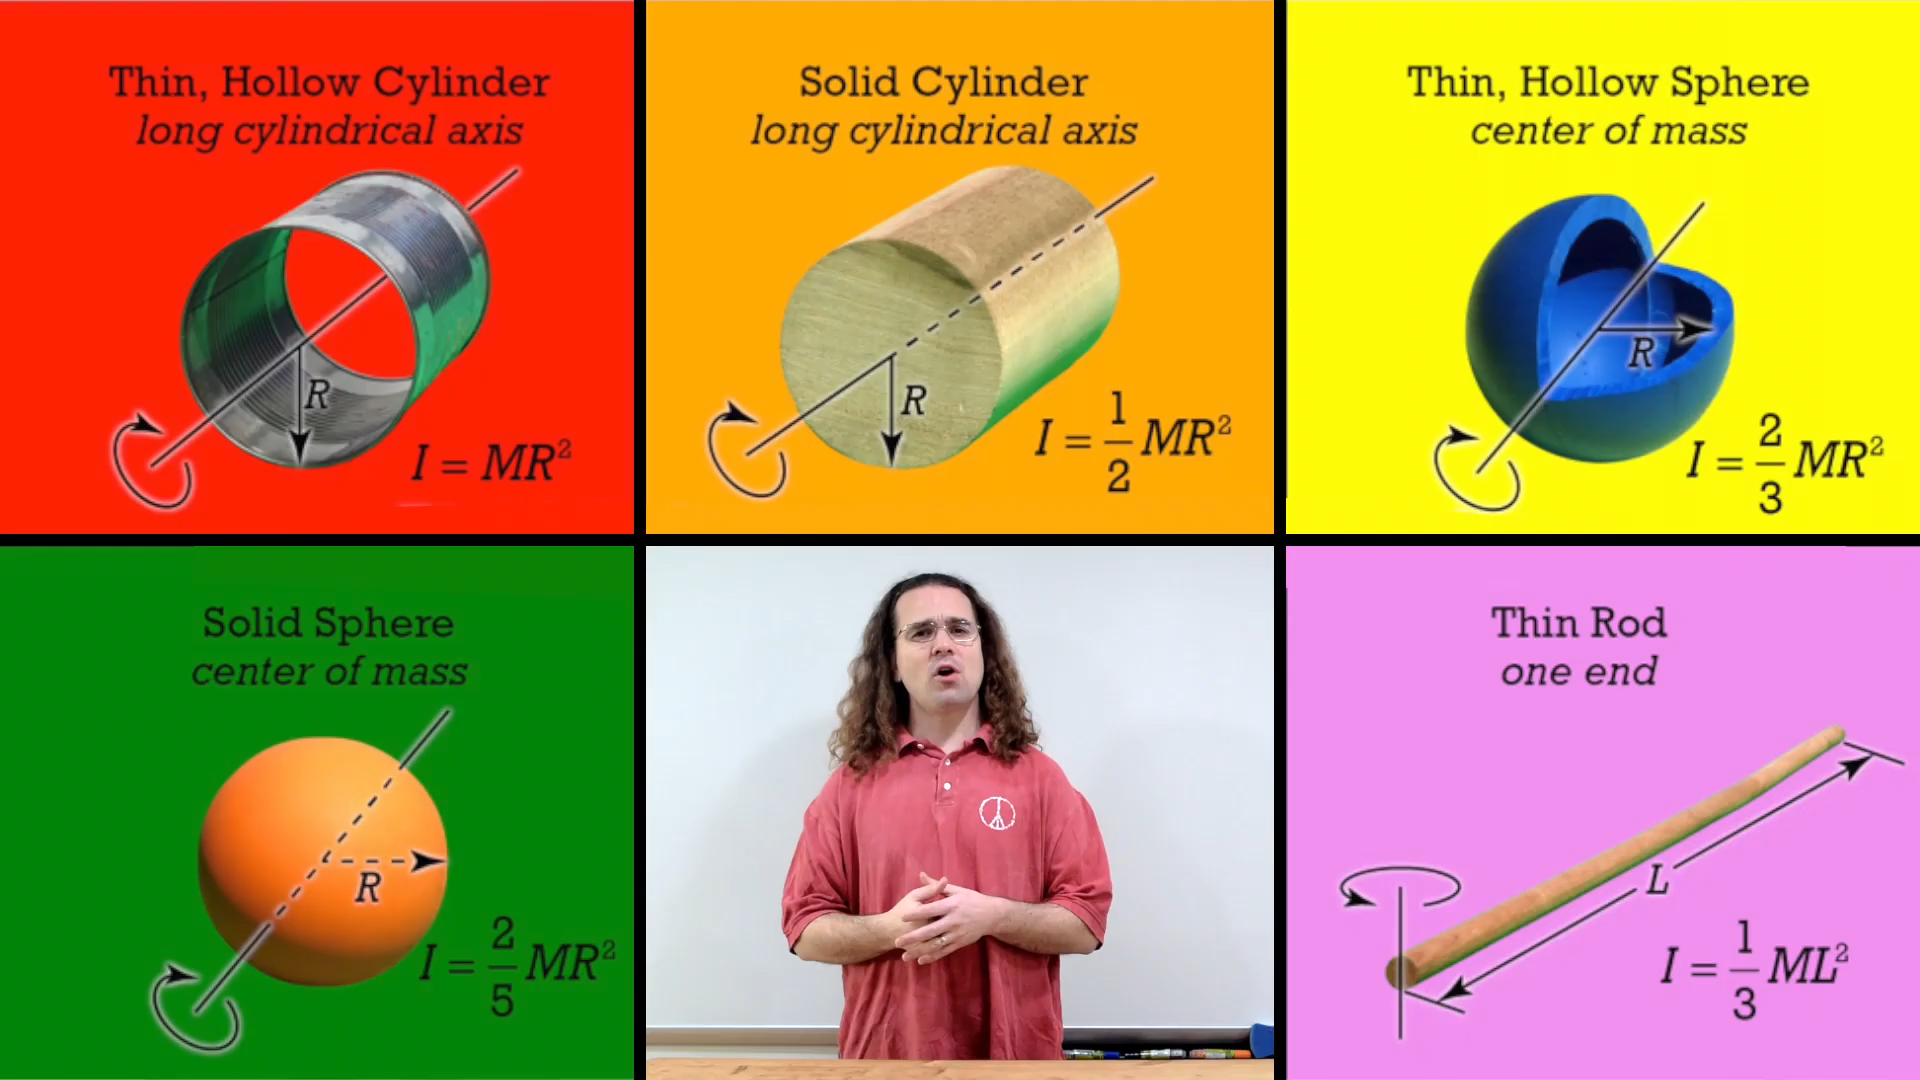 Thin, Hollow Cylinder
long cylindrical axis
R
I = MR²
Solid Cylinder
long cylindrical axis
R
I = 1/2 MR²
Thin, Hollow Sphere
center of mass
R
I = 2/3 MR²
Solid Sphere
center of mass
R
I = 2/5 MR²
Thin Rod
one end
L
I = 1/3 ML²